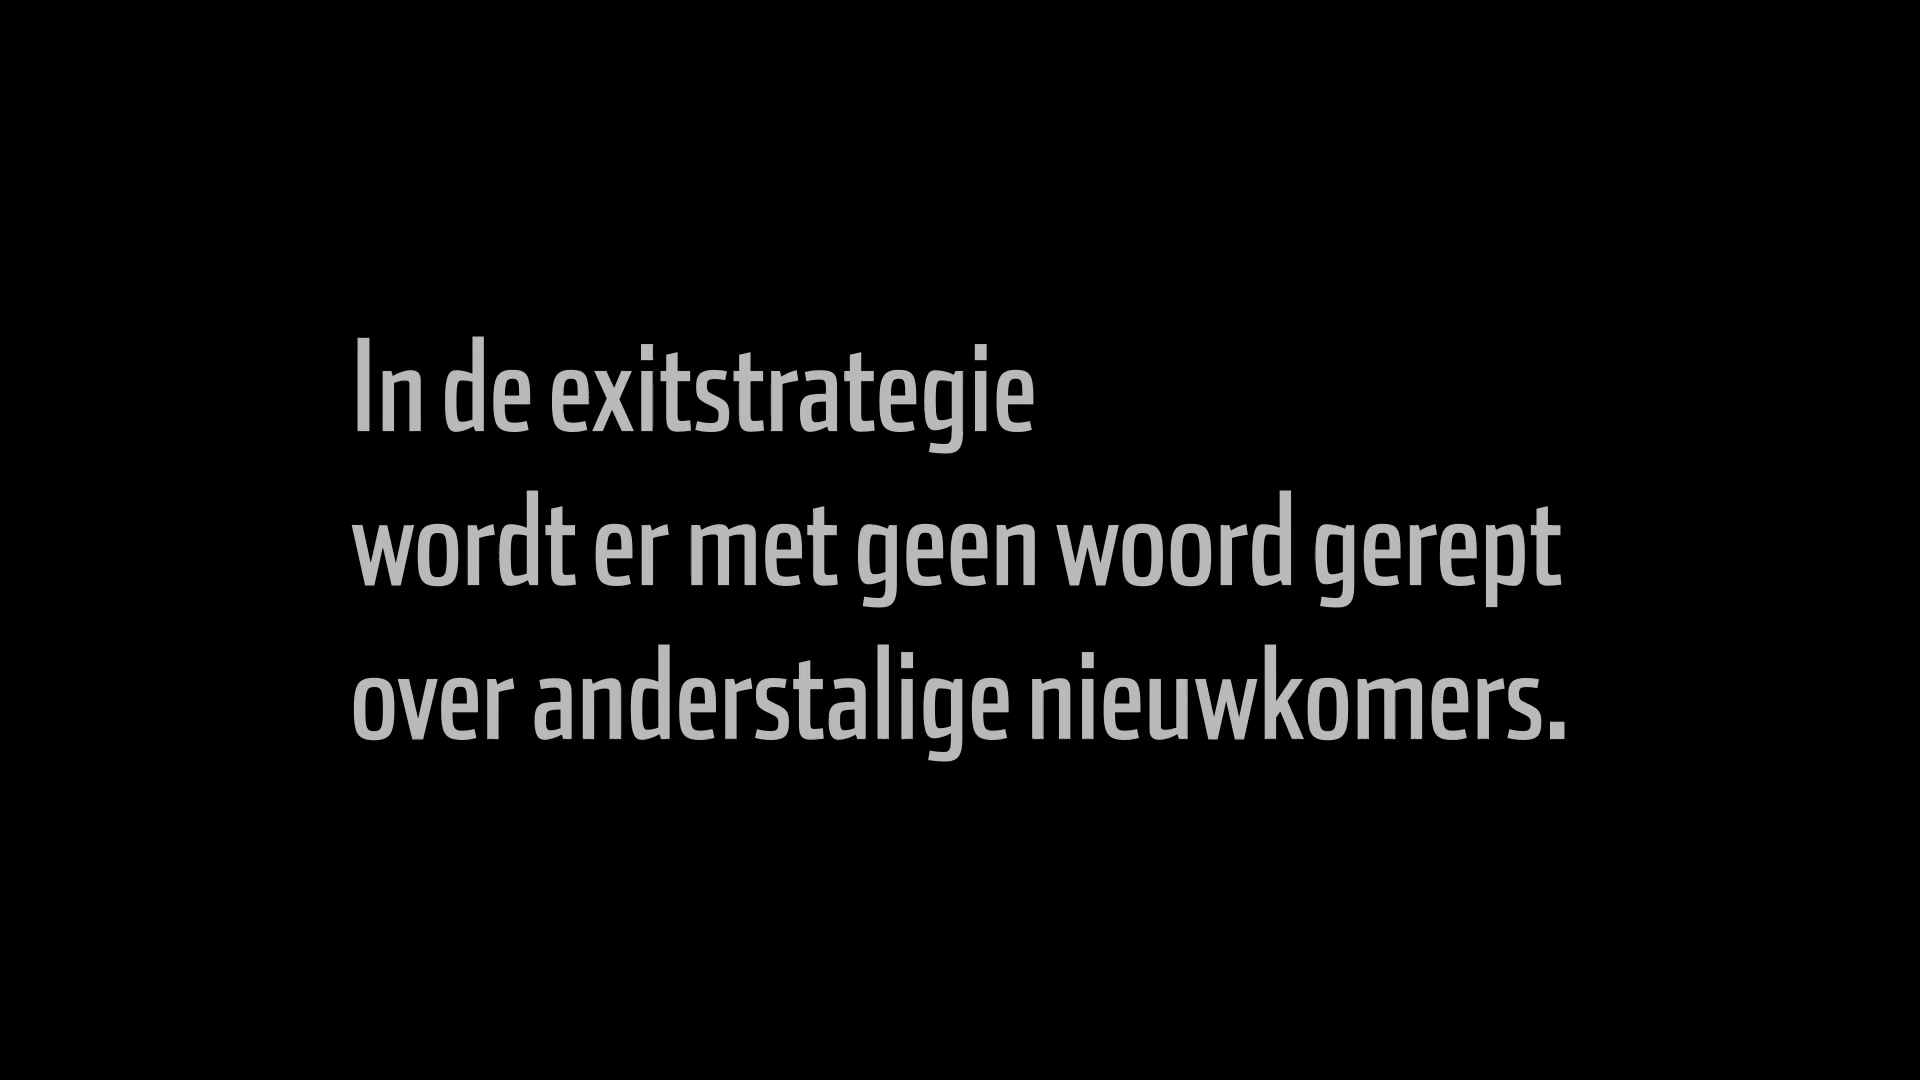 In de exitstrategie
wordt er met geen woord gerept
over anderstalige nieuwkomers.